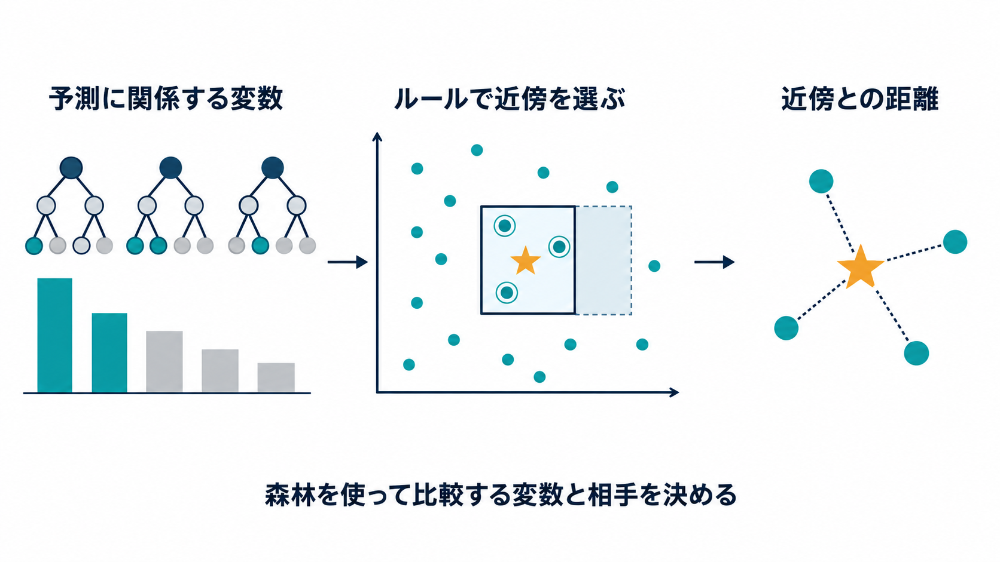 予測に関係する変数
ルールで近傍を選ぶ
近傍との距離
森林を使って比較する変数と相手を決める